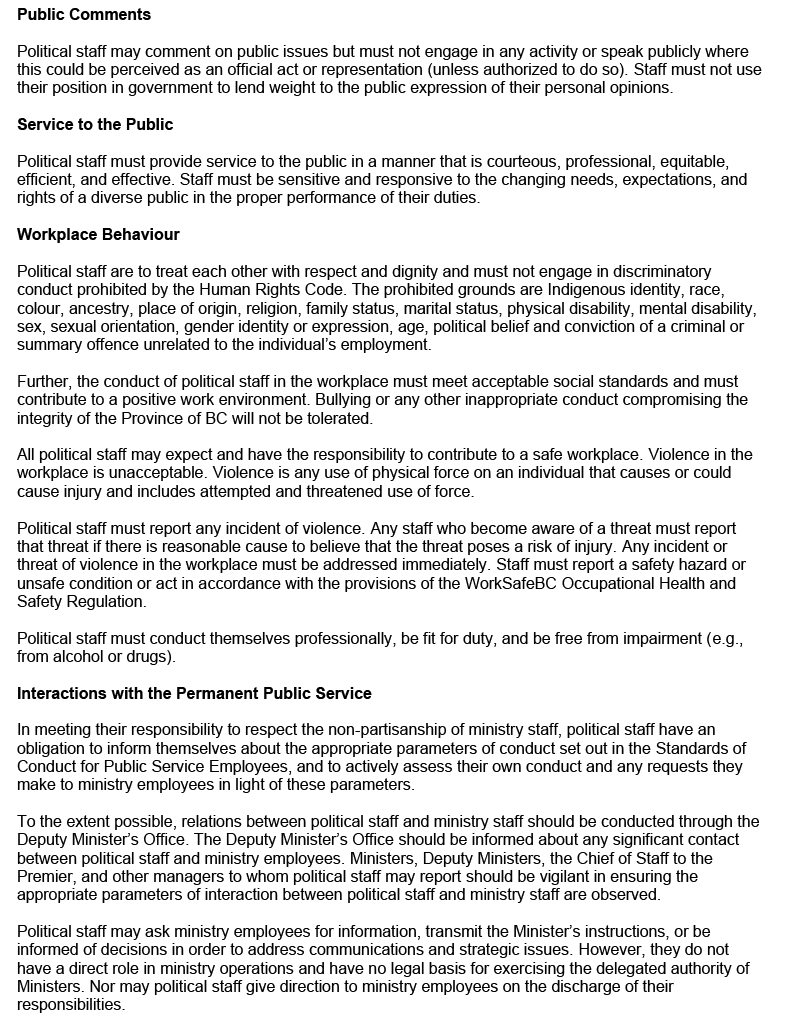 Public Comments
Political staff may comment on public issues but must not engage in any activity or speak publicly where
this could be perceived as an official act or representation (unless authorized to do so). Staff must not use
their position in government to lend weight to the public expression of their personal opinions.
Service to the Public
Political staff must provide service to the public in a manner that is courteous, professional, equitable,
efficient, and effective. Staff must be sensitive and responsive to the changing needs, expectations, and
rights of a diverse public in the proper performance of their duties.
Workplace Behaviour
Political staff are to treat each other with respect and dignity and must not engage in discriminatory
conduct prohibited by the Human Rights Code. The prohibited grounds are Indigenous identity, race,
colour, ancestry, place of origin, religion, family status, marital status, physical disability, mental disability,
sex, sexual orientation, gender identity or expression, age, political belief and conviction of a criminal or
summary offence unrelated to the individual's employment.
Further, the conduct of political staff in the workplace must meet acceptable social standards and must
contribute to a positive work environment. Bullying or any other inappropriate conduct compromising the
integrity of the Province of BC will not be tolerated.
All political staff may expect and have the responsibility to contribute to a safe workplace. Violence in the
workplace is unacceptable. Violence is any use of physical force on an individual that causes or could
cause injury and includes attempted and threatened use of force.
Political staff must report any incident of violence. Any staff who become aware of a threat must report
that threat if there is reasonable cause to believe that the threat poses a risk of injury. Any incident or
threat of violence in the workplace must be addressed immediately. Staff must report a safety hazard or
unsafe condition or act in accordance with the provisions of the WorkSafeBC Occupational Health and
Safety Regulation.
Political staff must conduct themselves professionally, be fit for duty, and be free from impairment (e.g.,
from alcohol or drugs).
Interactions with the Permanent Public Service
In meeting their responsibility to respect the non-partisanship of ministry staff, political staff have an
obligation to inform themselves about the appropriate parameters of conduct set out in the Standards of
Conduct for Public Service Employees, and to actively assess their own conduct and any requests they
make to ministry employees in light of these parameters.
To the extent possible, relations between political staff and ministry staff should be conducted through the
Deputy Minister's Office. The Deputy Minister's Office should be informed about any significant contact
between political staff and ministry employees. Ministers, Deputy Ministers, the Chief of Staff to the
Premier, and other managers to whom political staff may report should be vigilant in ensuring the
appropriate parameters of interaction between political staff and ministry staff are observed.
Political staff may ask ministry employees for information, transmit the Minister's instructions, or be
informed of decisions in order to address communications and strategic issues. However, they do not
have a direct role in ministry operations and have no legal basis for exercising the delegated authority of
Ministers. Nor may political staff give direction to ministry employees on the discharge of their
responsibilities.